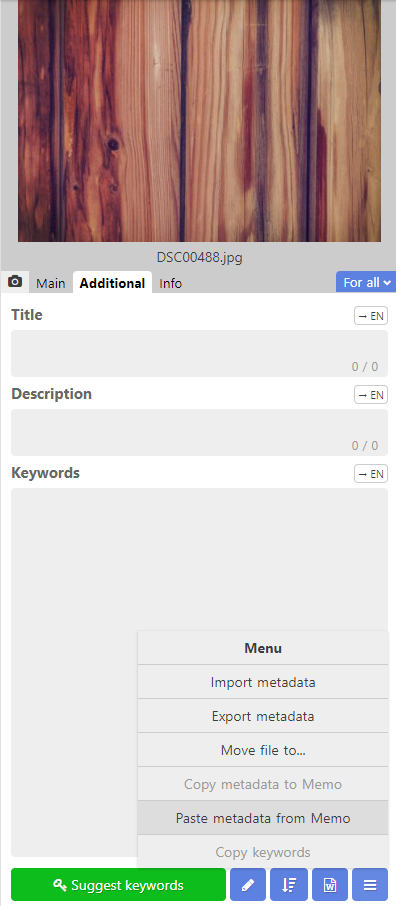 DSC00488.jpg
Main Additional Info For all
Title → EN
0 / 0
Description → EN
0 / 0
Keywords → EN
Menu
Import metadata
Export metadata
Move file to...
Copy metadata to Memo
Paste metadata from Memo
Copy keywords
Suggest keywords W